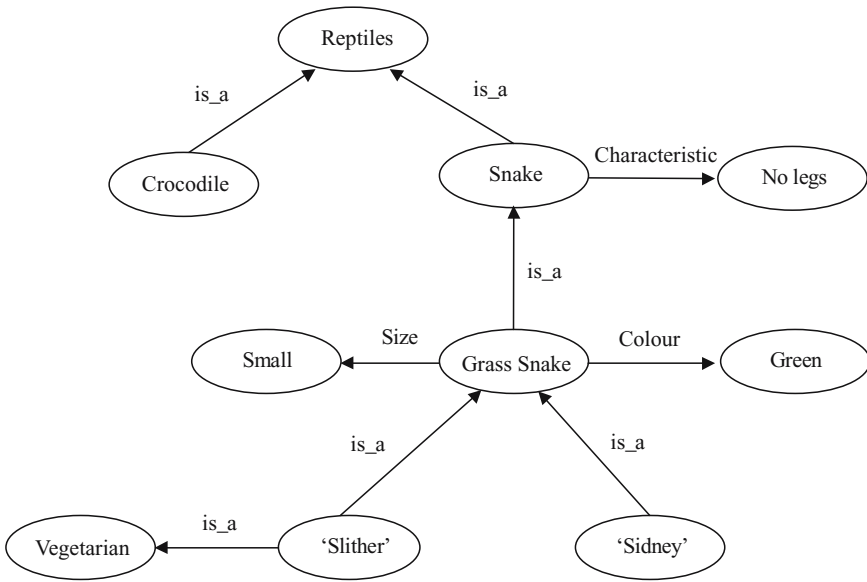 Reptiles
is_a
is_a
Crocodile
Snake
Characteristic
No legs
is_a
Small
Size
Grass Snake
Colour
Green
is_a
is_a
Vegetarian
is_a
‘Slither’
‘Sidney’